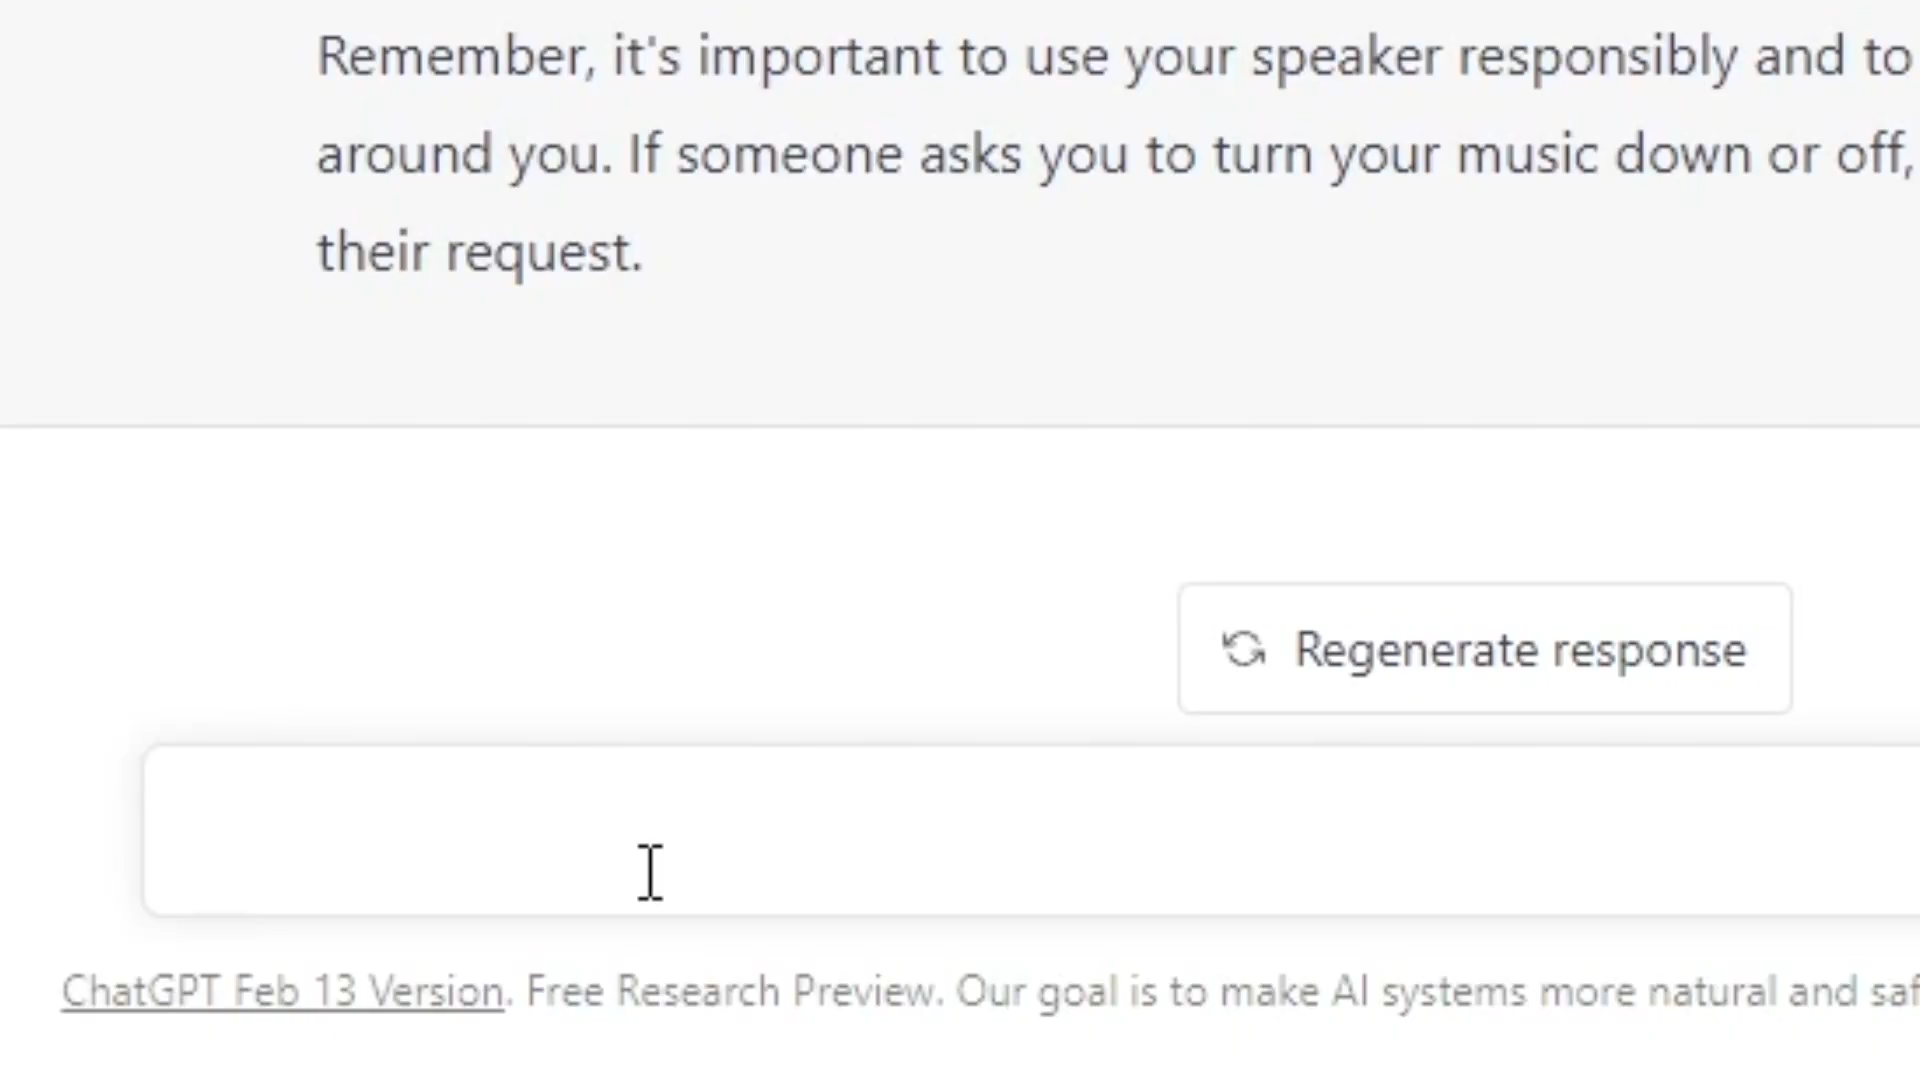 Remember, it's important to use your speaker responsibly and to
around you. If someone asks you to turn your music down or off,
their request.
Regenerate response
ChatGPT Feb 13 Version. Free Research Preview. Our goal is to make AI systems more natural and saf